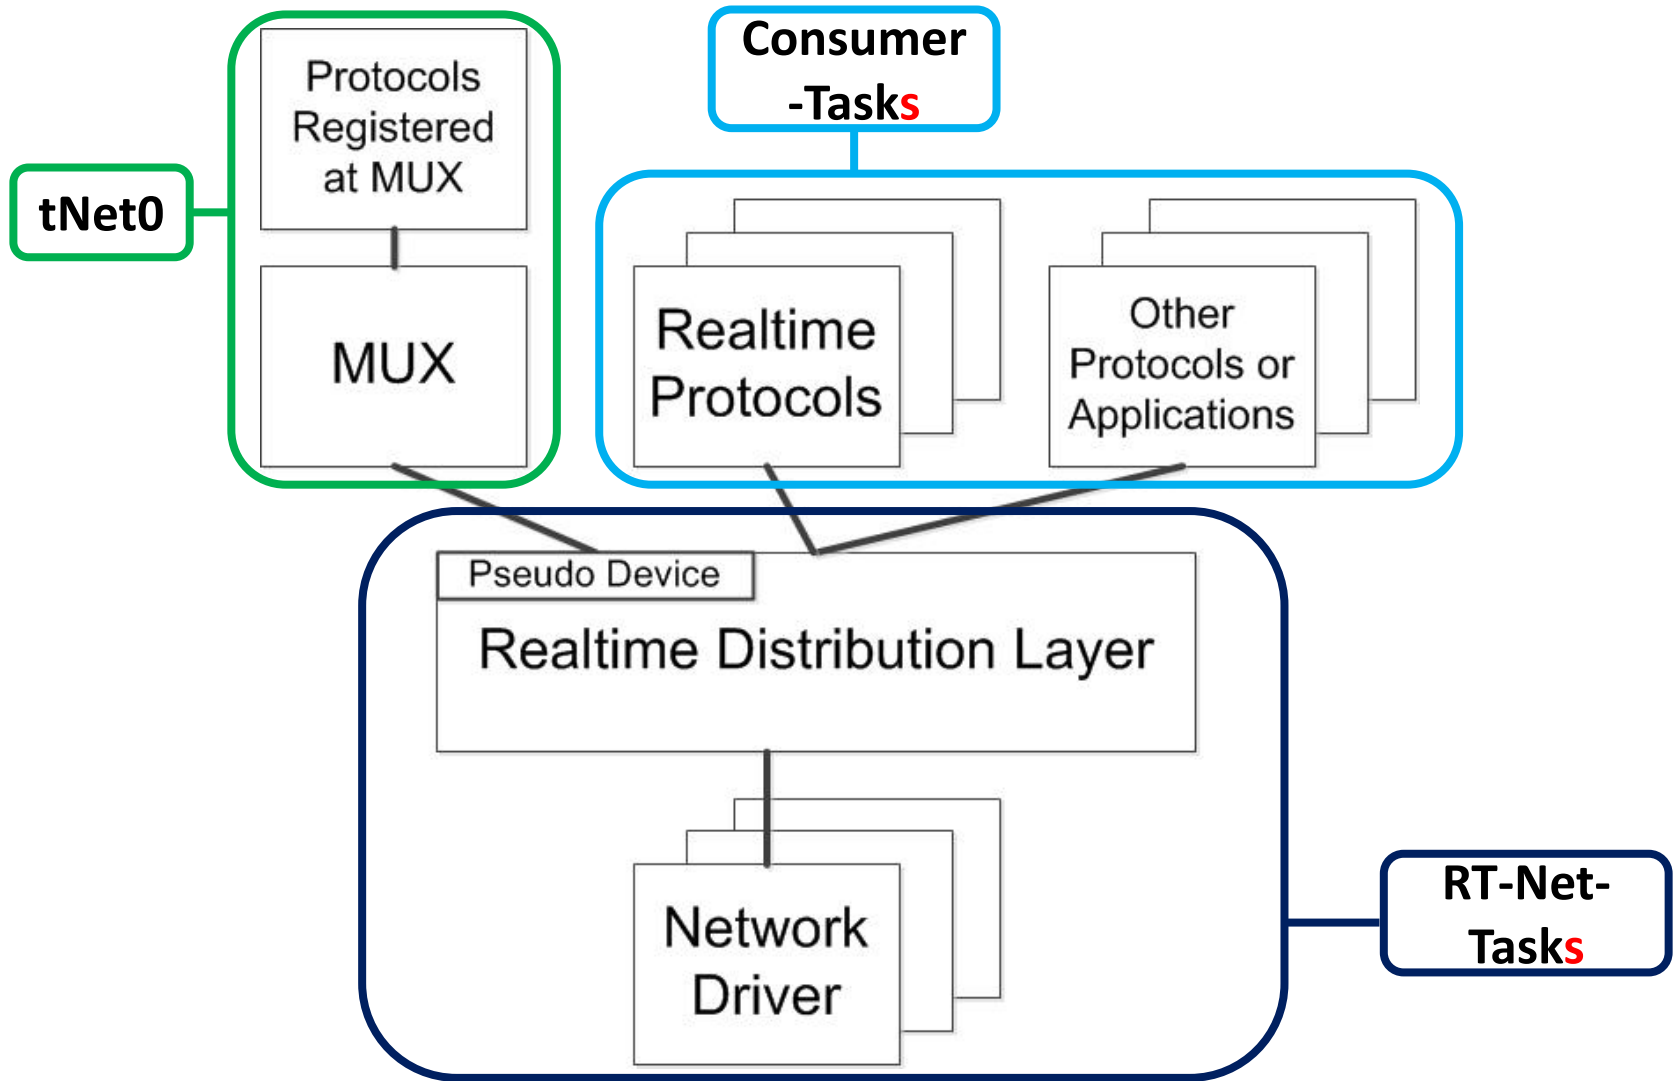 Consumer
-Tasks
tNet0
Protocols
Registered
at MUX
MUX
Realtime
Protocols
Other
Protocols or
Applications
Pseudo Device
Realtime Distribution Layer
Network
Driver
RT-Net-
Tasks